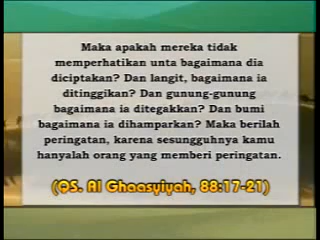 Maka apakah mereka tidak
memperhatikan unta bagaimana dia
diciptakan? Dan langit, bagaimana ia
ditinggikan? Dan gunung-gunung
bagaimana ia ditegakkan? Dan bumi
bagaimana ia dihamparkan? Maka berilah
peringatan, karena sesungguhnya kamu
hanyalah orang yang memberi peringatan.
(QS. Al Ghaasyiyah, 88:17-21)